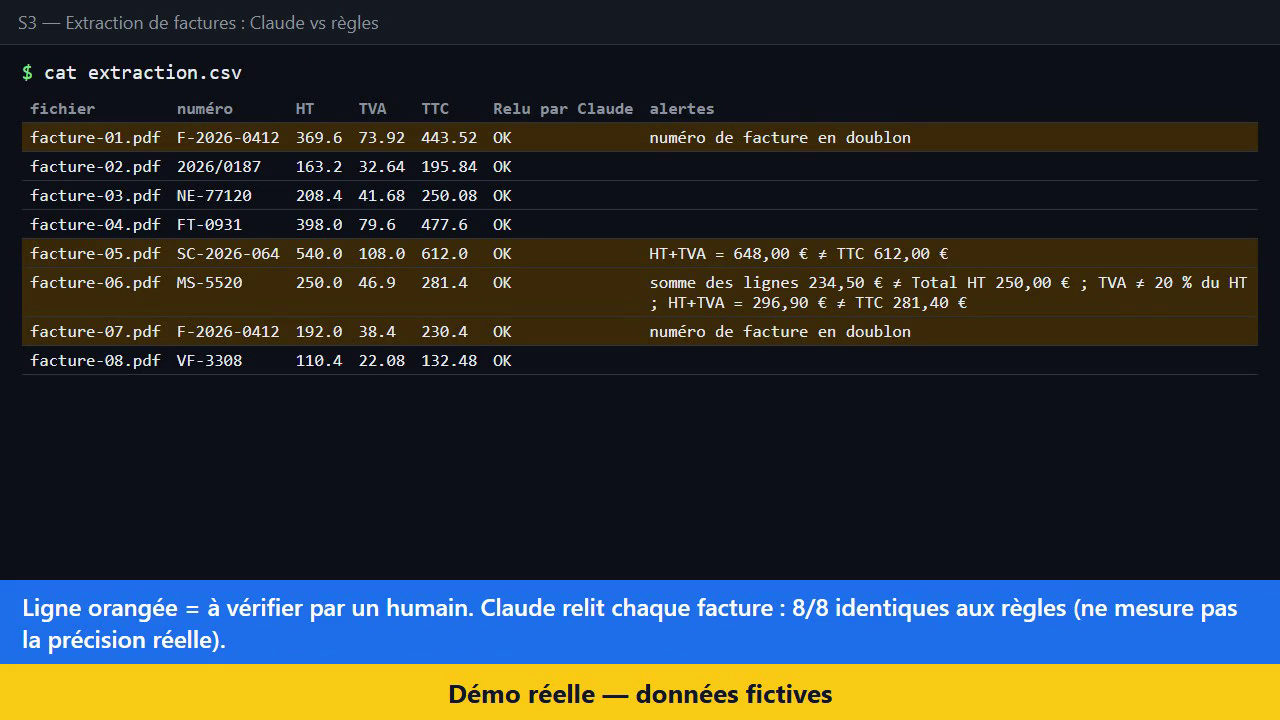 S3 — Extraction de factures : Claude vs règles
$ cat extraction.csv
fichier numéro HT TVA TTC Relu par Claude alertes
facture-01.pdf F-2026-0412 369.6 73.92 443.52 OK numéro de facture en doublon
facture-02.pdf 2026/0187 163.2 32.64 195.84 OK
facture-03.pdf NE-77120 208.4 41.68 250.08 OK
facture-04.pdf FT-0931 398.0 79.6 477.6 OK
facture-05.pdf SC-2026-064 540.0 108.0 612.0 OK HT+TVA = 648,00 € ≠ TTC 612,00 €
facture-06.pdf MS-5520 250.0 46.9 281.4 OK somme des lignes 234,50 € ≠ Total HT 250,00 € ; TVA ≠ 20 % du HT
; HT+TVA = 296,90 € ≠ TTC 281,40 €
facture-07.pdf F-2026-0412 192.0 38.4 230.4 OK numéro de facture en doublon
facture-08.pdf VF-3308 110.4 22.08 132.48 OK
Ligne orangée = à vérifier par un humain. Claude relit chaque facture : 8/8 identiques aux règles (ne mesure pas
la précision réelle).
Démo réelle — données fictives